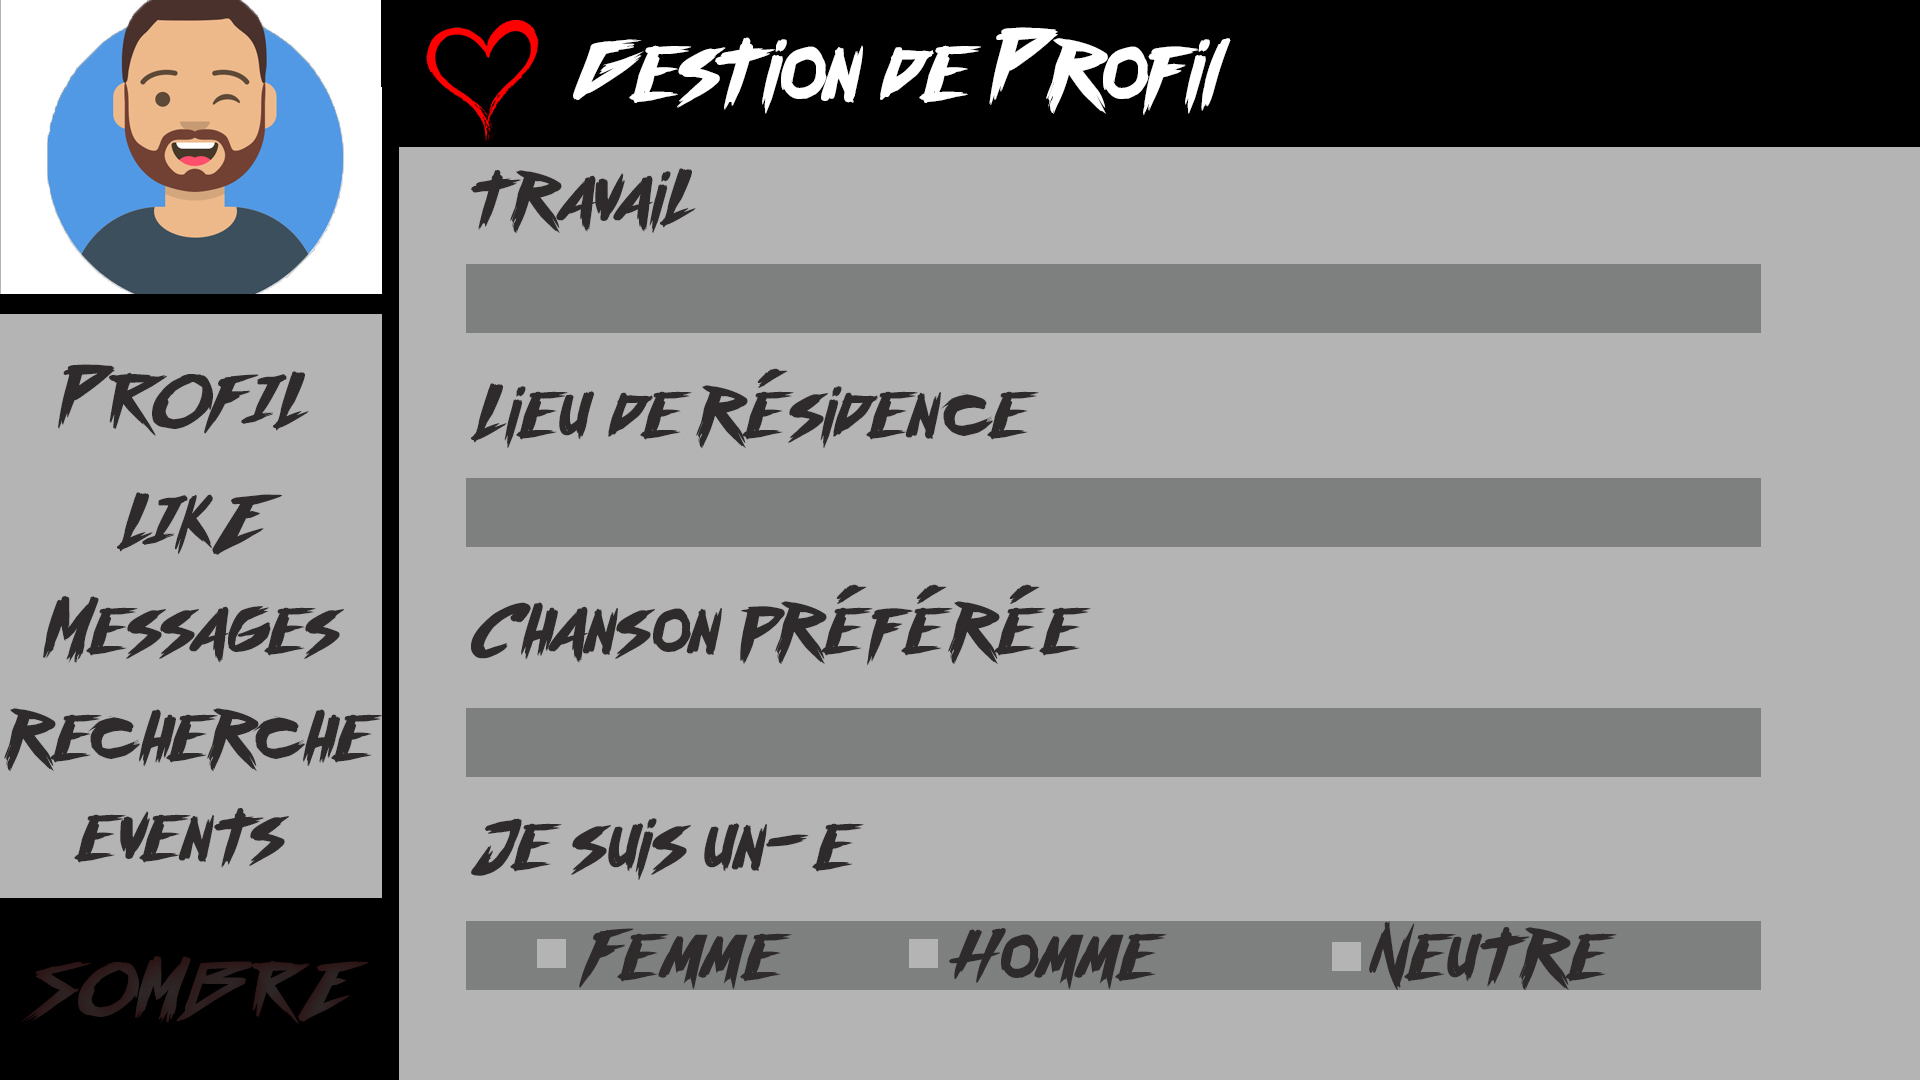 Gestion de Profil
Travail
Lieu de Résidence
Chanson préférée
Je suis un-e
Femme Homme Neutre
Profil
Like
Messages
Recherche
events
Sombre